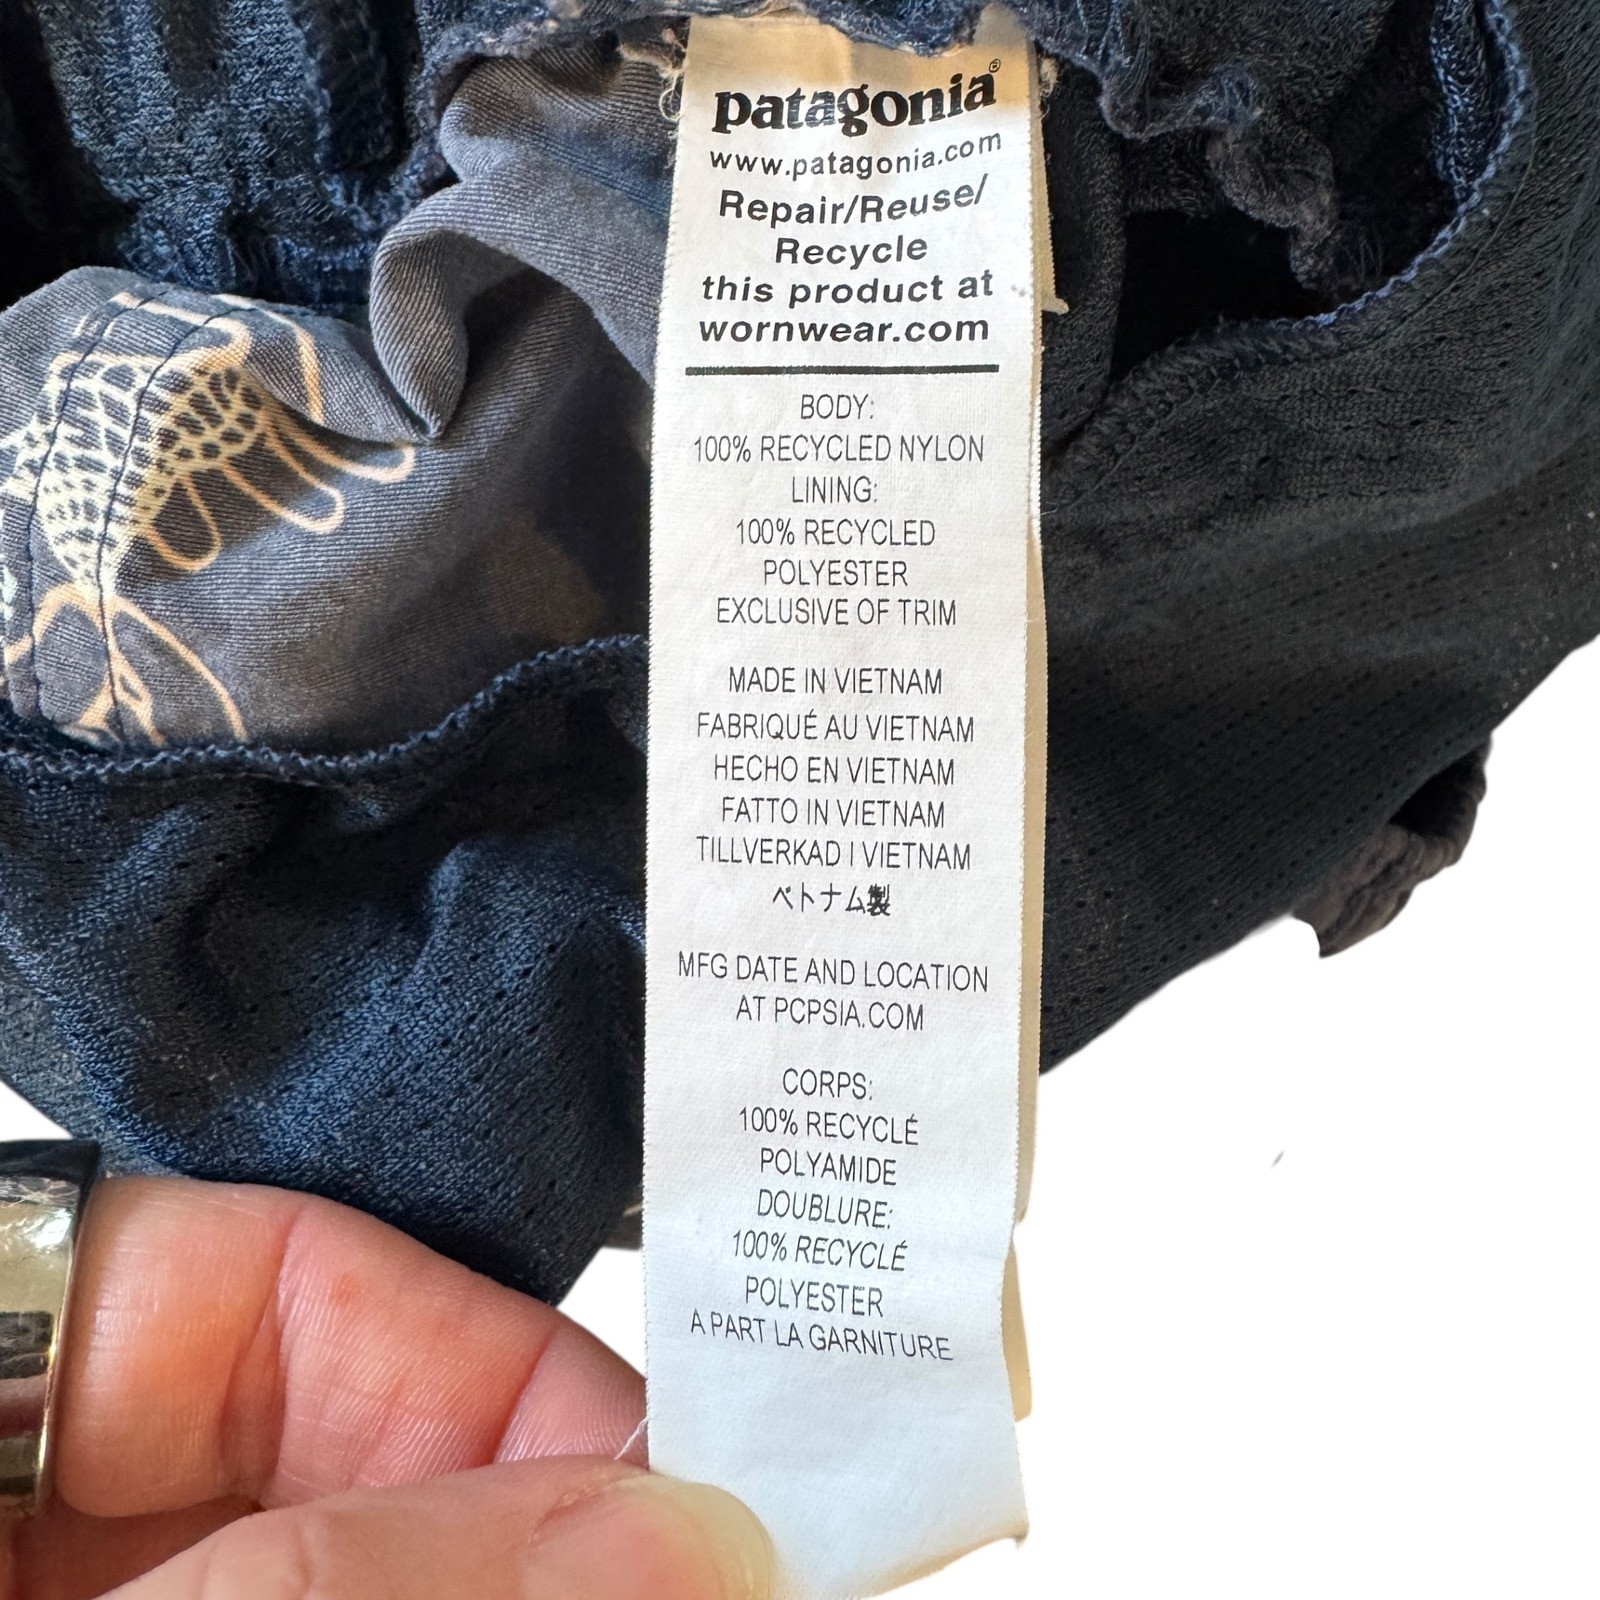 patagonia®
www.patagonia.com
Repair/Reuse/
Recycle
this product at
wornwear.com
BODY:
100% RECYCLED NYLON
LINING:
100% RECYCLED
POLYESTER
EXCLUSIVE OF TRIM
MADE IN VIETNAM
FABRIQUÉ AU VIETNAM
HECHO EN VIETNAM
FATTO IN VIETNAM
TILLVERKAD I VIETNAM
ベトナム製
MFG DATE AND LOCATION
AT PCPSIA.COM
CORPS:
100% RECYCLÉ
POLYAMIDE
DOUBLURE:
100% RECYCLÉ
POLYESTER
A PART LA GARNITURE